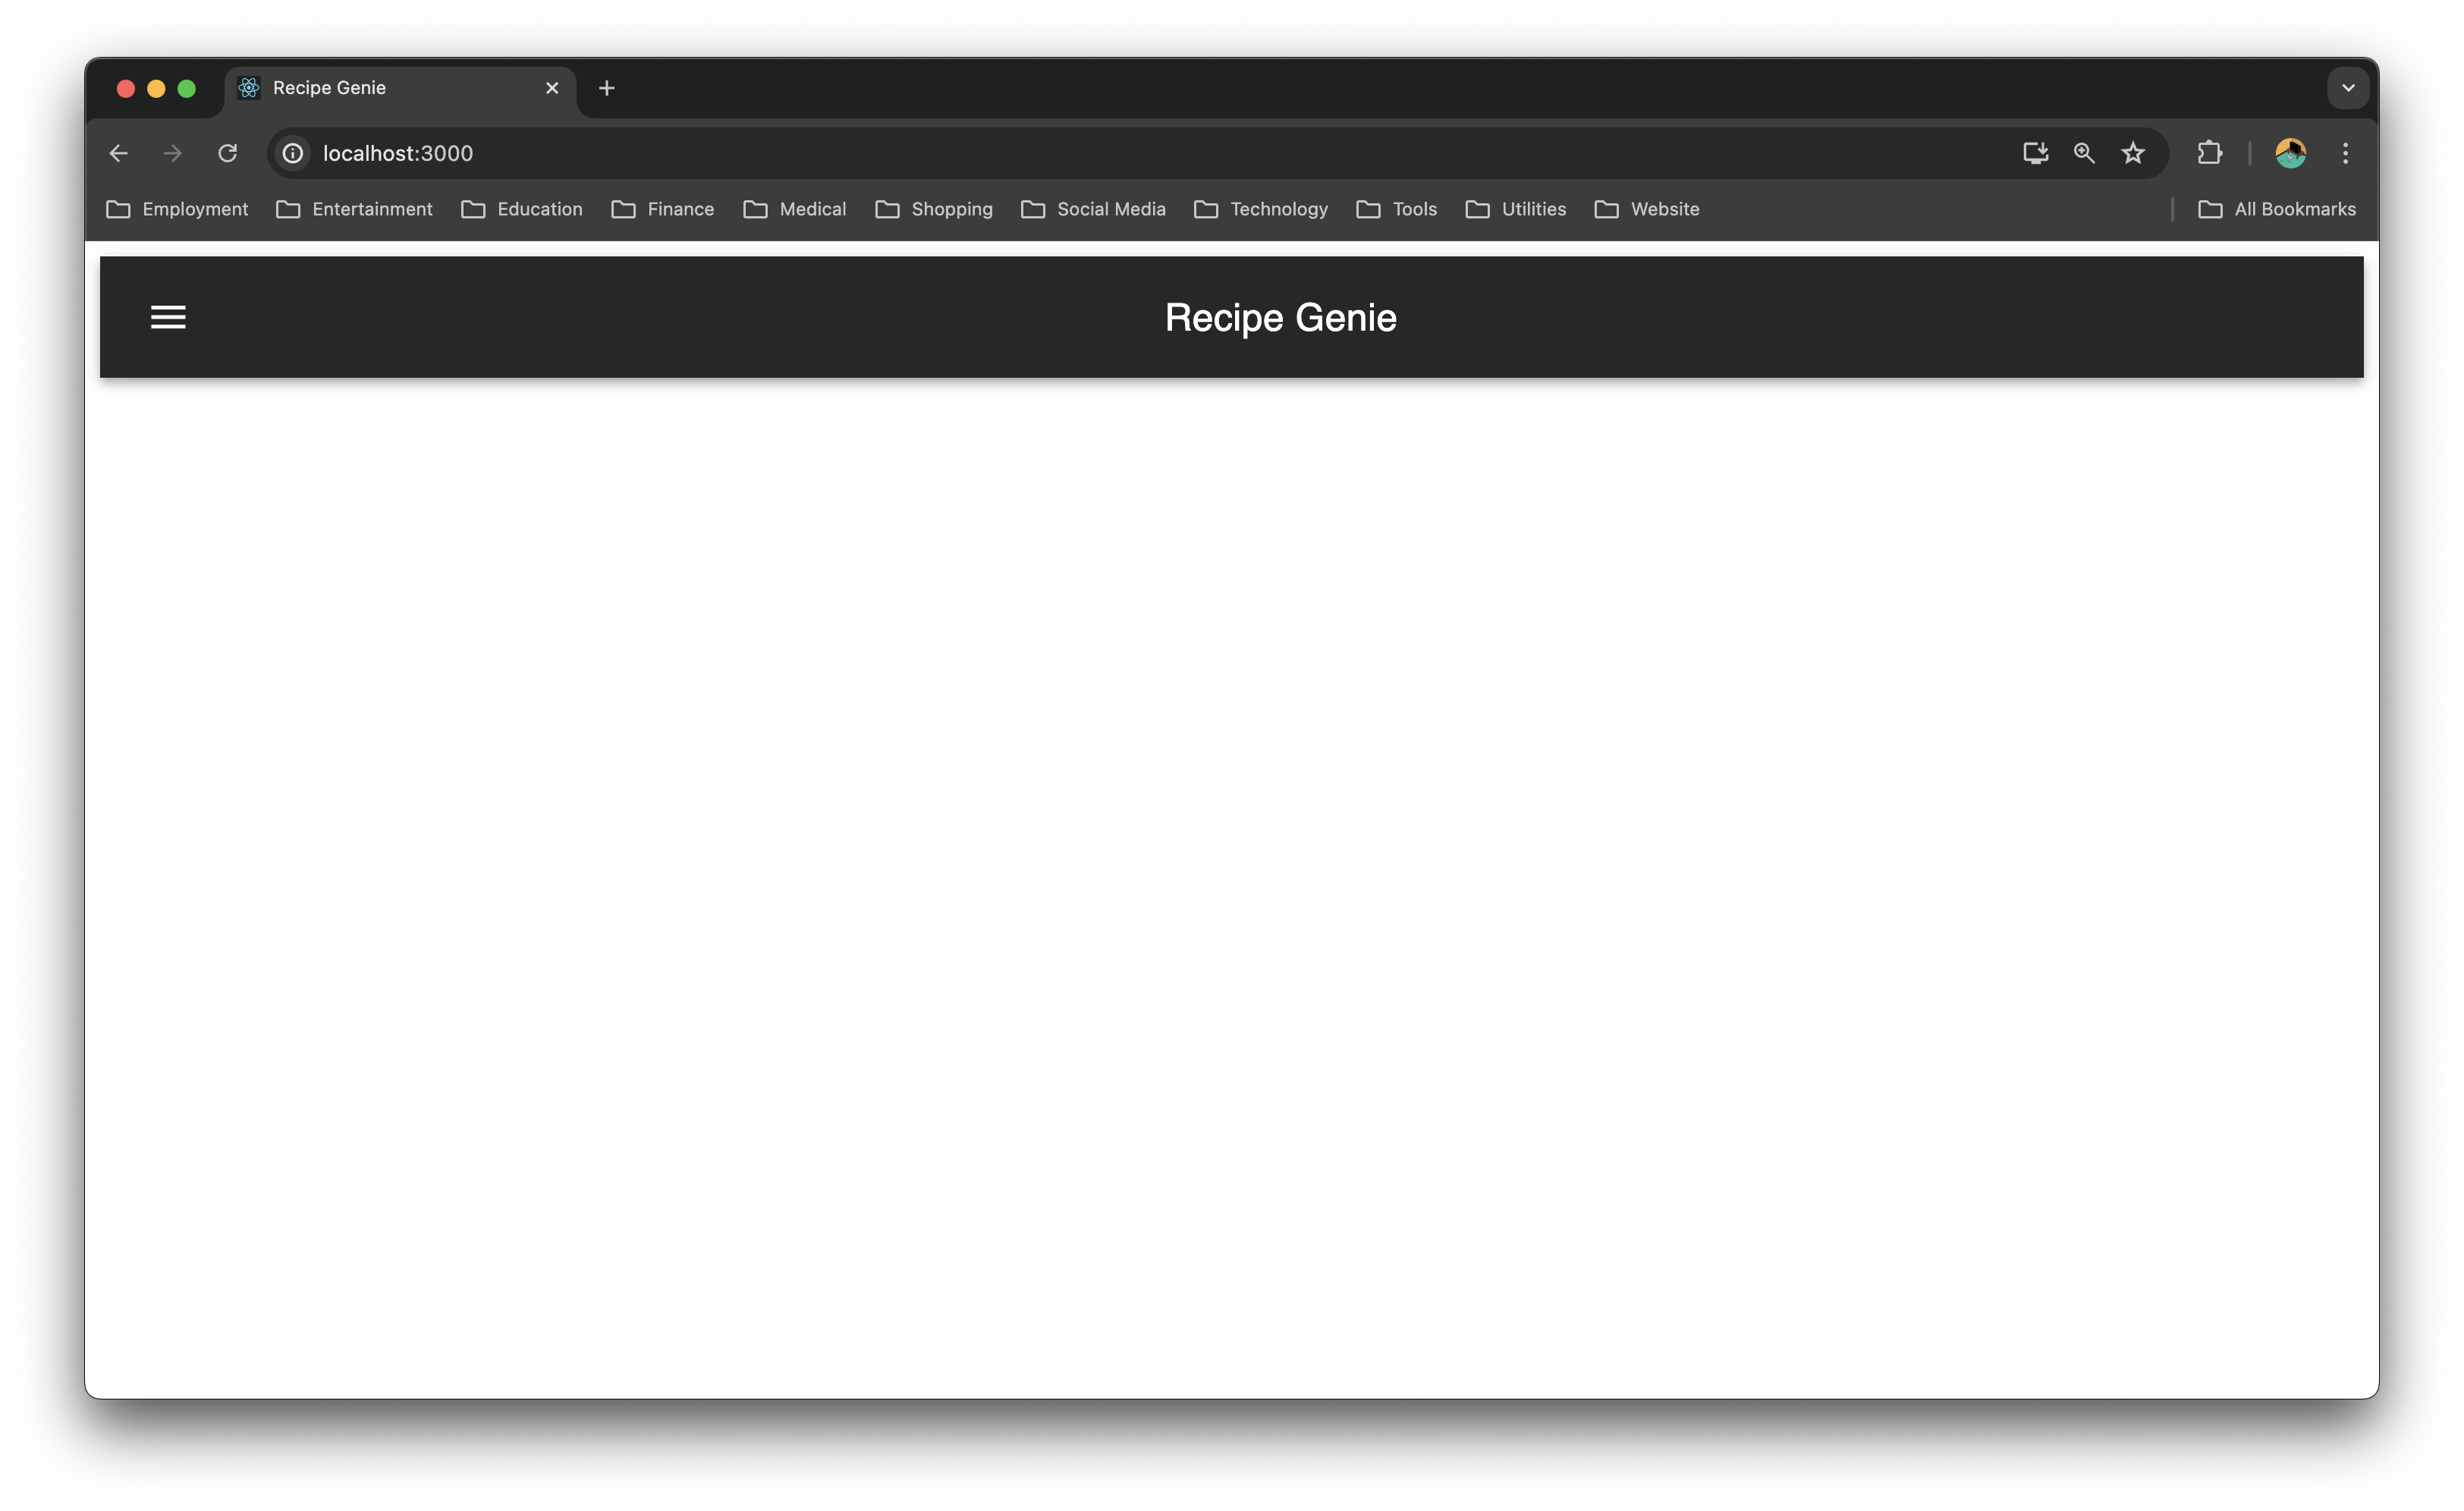 Recipe Genie
localhost:3000
Employment Entertainment Education Finance Medical Shopping Social Media Technology Tools Utilities Website All Bookmarks
Recipe Genie